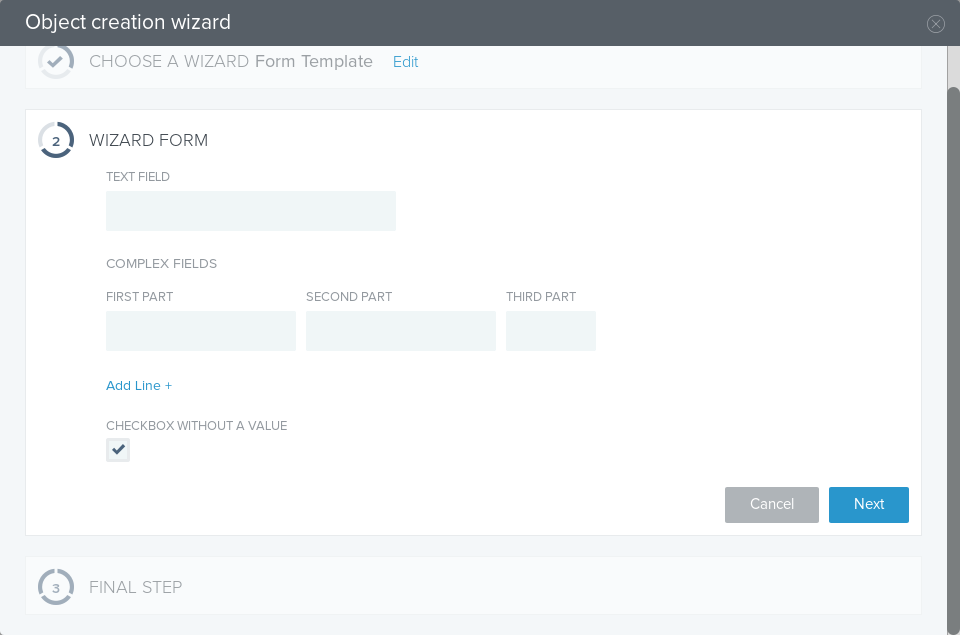 Object creation wizard
CHOOSE A WIZARD Form Template Edit
2 WIZARD FORM
TEXT FIELD
COMPLEX FIELDS
FIRST PART SECOND PART THIRD PART
Add Line +
CHECKBOX WITHOUT A VALUE
Cancel Next
3 FINAL STEP